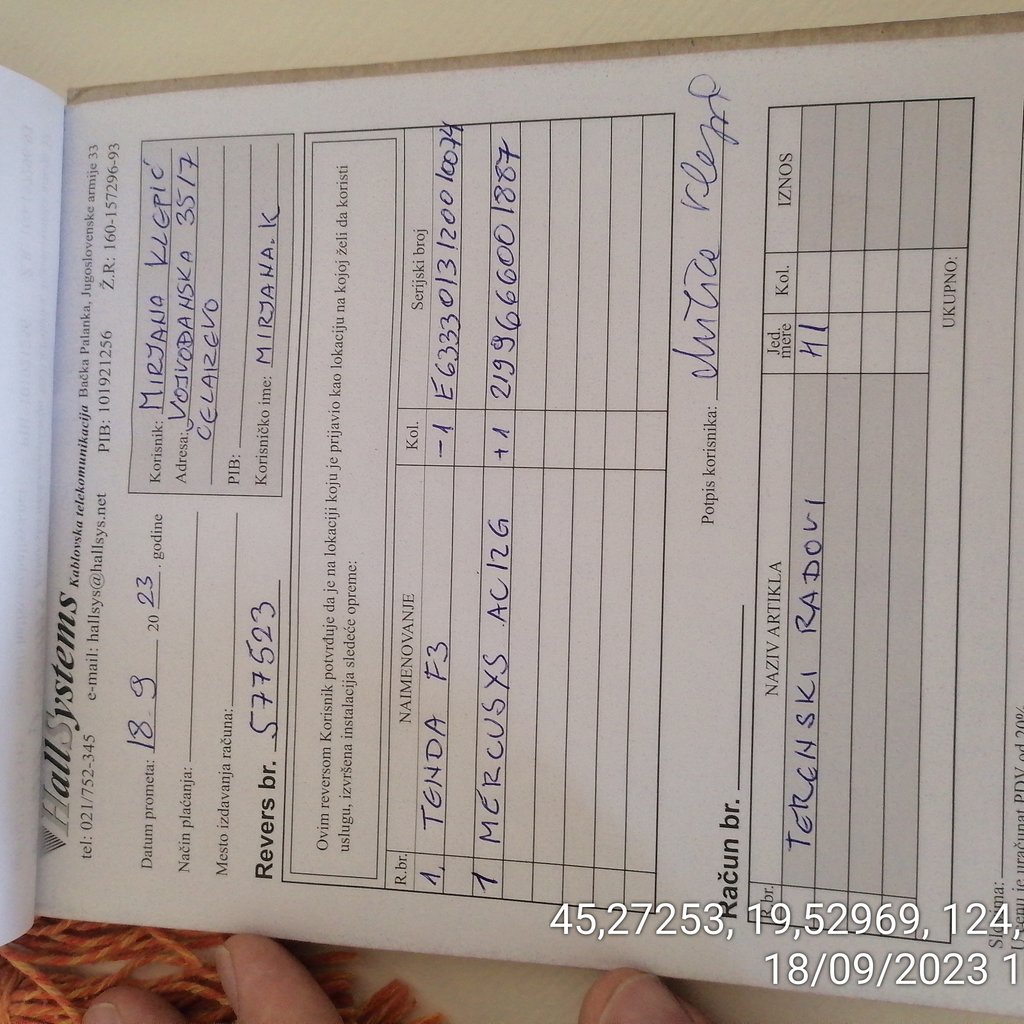 HallSystems Kablovska telekomunikacija Bačka Palanka, Jugoslovenske armije 33
tel: 021/752-345 e-mail: hallsys@hallsys.net PIB: 101921256 Ž.R: 160-157296-93
Datum prometa: 18. 9 2023. godine
Način plaćanja:
Mesto izdavanja računa:
Revers br. 577523
Korisnik: MIRJANA KLEPIĆ
Adresa: VOJVOĐANSKA 35/7
ČELAREVO
PIB:
Korisničko ime: MIRJANA.K
Ovim reversom Korisnik potvrđuje da je na lokaciji koju je prijavio kao lokaciju na kojoj želi da koristi
uslugu, izvršena instalacija sledeće opreme:
R.br. NAIMENOVANJE Kol. Serijski broj
1. TENDA F3 -1 E6333013120010074
1 MERCUSYS AC12G +1 2199666001887
Potpis korisnika:
Račun br.
R.br. NAZIV ARTIKLA Jed. mere Kol. IZNOS
TERENSKI RADOVI
UKUPNO:
45,27253, 19,52969, 124,
18/09/2023 1